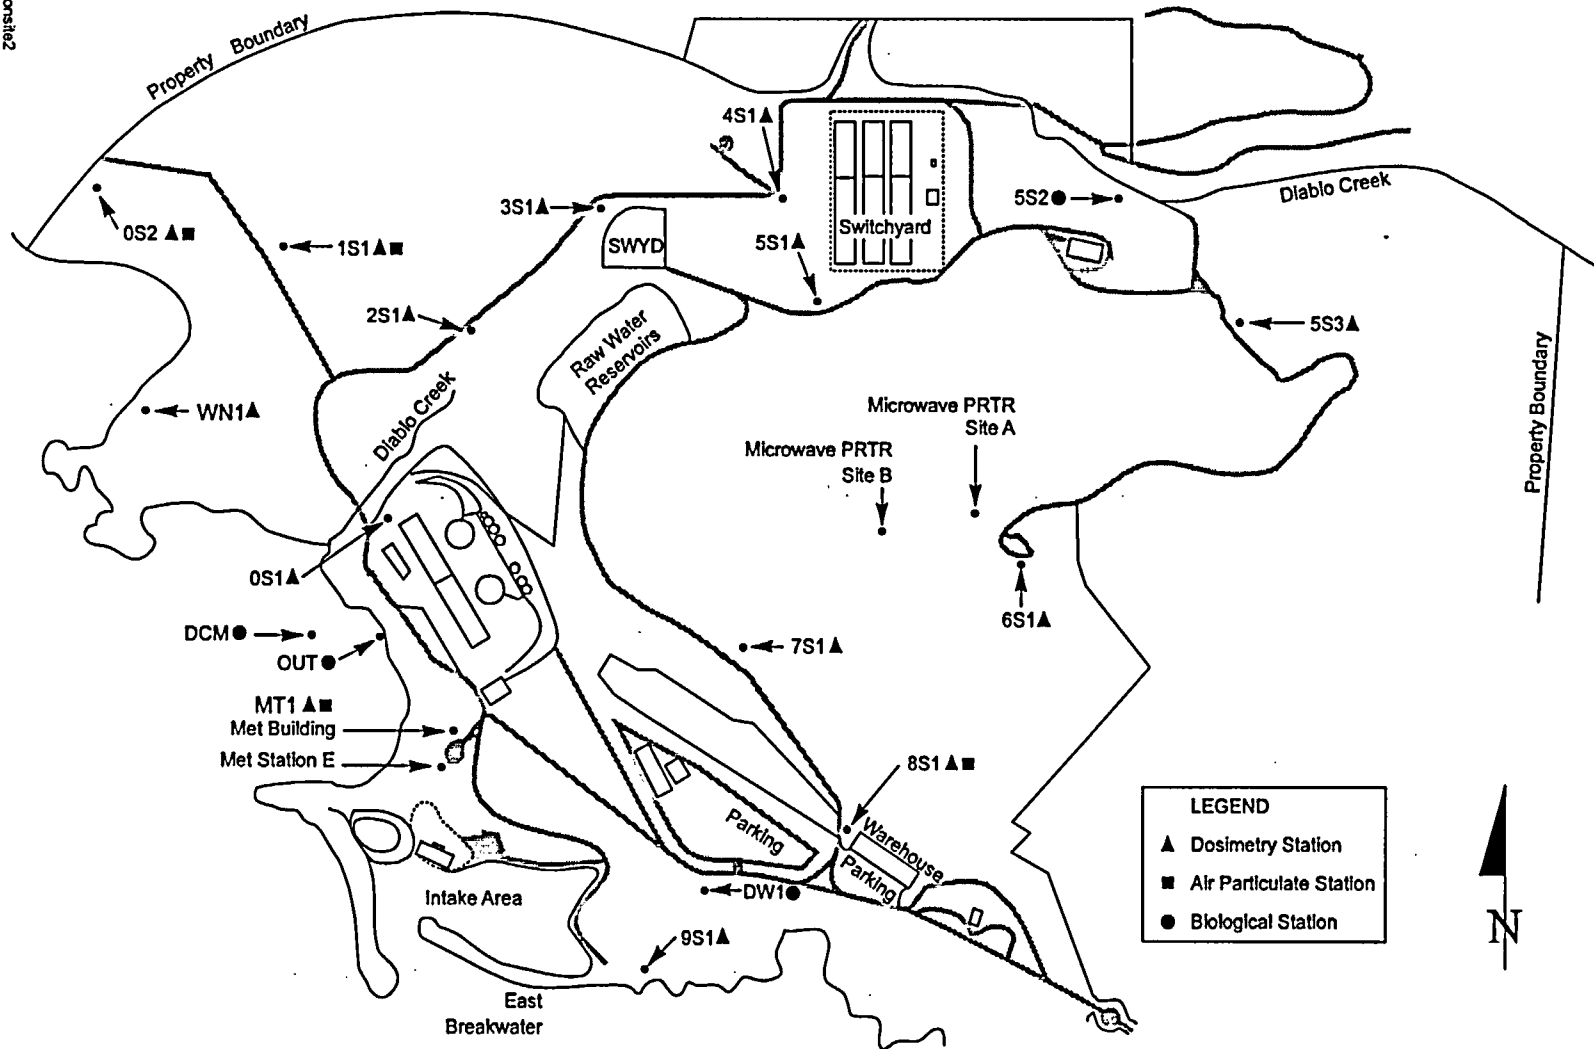 onsite2
Property Boundary
4S1
Diablo Creek
5S2
3S1
0S2
1S1
SWYD
5S1
Switchyard
2S1
5S3
Raw Water
Reservoirs
Property Boundary
WN1
Diablo Creek
Microwave PRTR
Site A
Microwave PRTR
Site B
0S1
6S1
DCM
OUT
7S1
MT1
Met Building
Met Station E
8S1
LEGEND
Dosimetry Station
Air Particulate Station
Biological Station
Parking
Warehouse
Parking
Intake Area
DW1
9S1
East
Breakwater
N